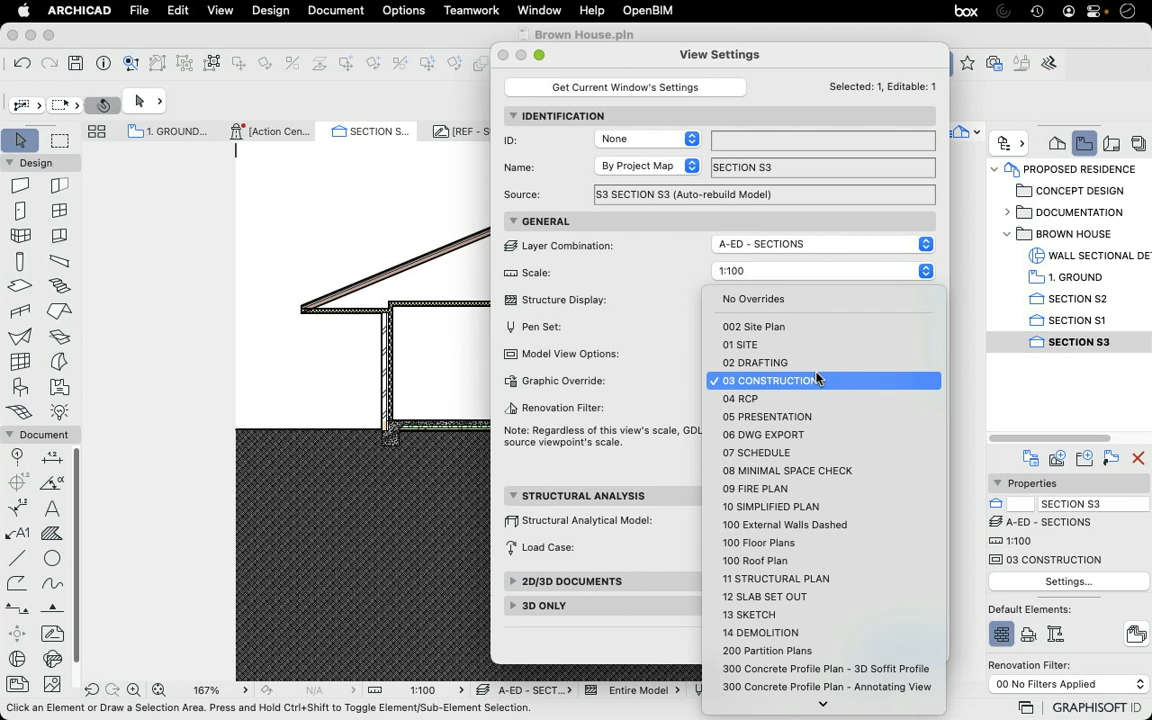 ARCHICAD File Edit View Design Document Options Teamwork Window Help OpenBIM
box
Brown House.pln
View Settings
Get Current Window's Settings
Selected: 1, Editable: 1
1. GROUND...
[Action Cen...
SECTION S...
[REF - S
IDENTIFICATION
ID:
None
Name:
By Project Map
SECTION S3
Source:
S3 SECTION S3 (Auto-rebuild Model)
GENERAL
Layer Combination:
A-ED - SECTIONS
Scale:
1:100
Structure Display:
Pen Set:
Model View Options:
Graphic Override:
Renovation Filter:
Note: Regardless of this view's scale, GDL
source viewpoint's scale.
STRUCTURAL ANALYSIS
Structural Analytical Model:
Load Case:
2D/3D DOCUMENTS
3D ONLY
No Overrides
002 Site Plan
01 SITE
02 DRAFTING
03 CONSTRUCTION
04 RCP
05 PRESENTATION
06 DWG EXPORT
07 SCHEDULE
08 MINIMAL SPACE CHECK
09 FIRE PLAN
10 SIMPLIFIED PLAN
100 External Walls Dashed
100 Floor Plans
100 Roof Plan
11 STRUCTURAL PLAN
12 SLAB SET OUT
13 SKETCH
14 DEMOLITION
200 Partition Plans
300 Concrete Profile Plan - 3D Soffit Profile
300 Concrete Profile Plan - Annotating View
Design
Document
PROPOSED RESIDENCE
CONCEPT DESIGN
DOCUMENTATION
BROWN HOUSE
WALL SECTIONAL DE
1. GROUND
SECTION S2
SECTION S1
SECTION S3
Properties
SECTION S3
A-ED - SECTIONS
1:100
03 CONSTRUCTION
Settings...
Default Elements:
Renovation Filter:
00 No Filters Applied
167%
N/A
1:100
A-ED - SECT...
Entire Model
Click an Element or Draw a Selection Area. Press and Hold Ctrl+Shift to Toggle Element/Sub-Element Selection.
GRAPHISOFT ID